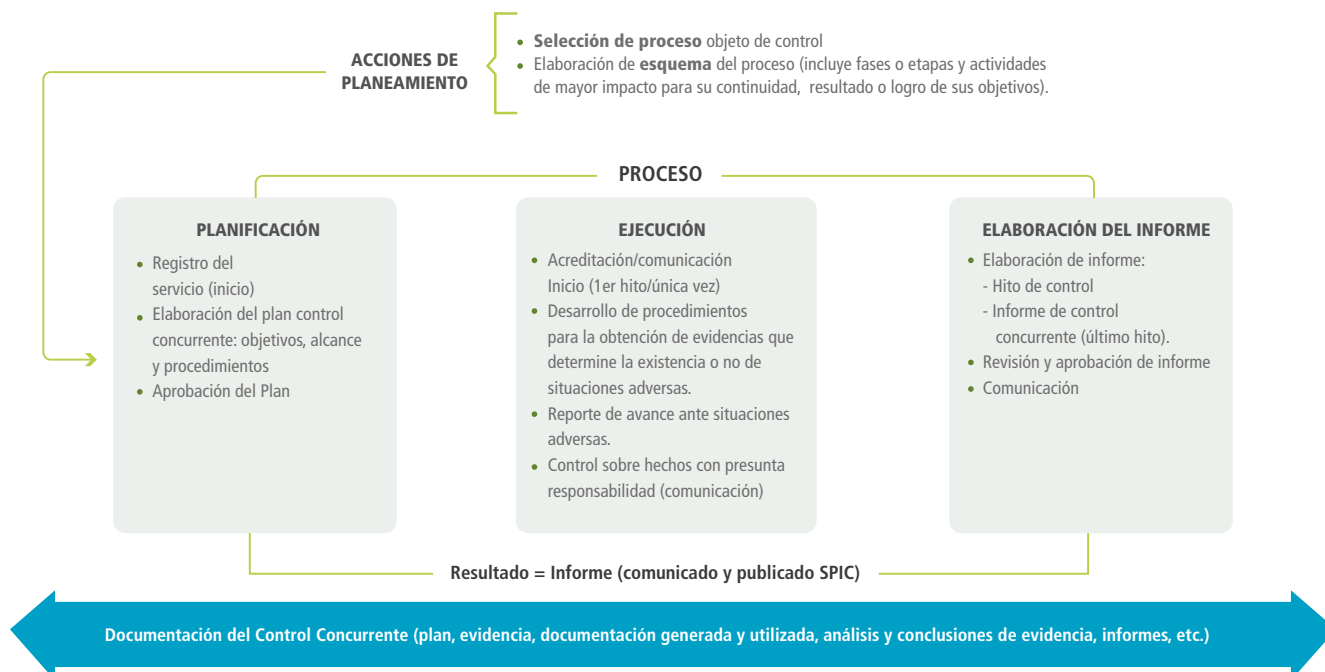 ACCIONES DE
PLANEAMIENTO
• Selección de proceso objeto de control
• Elaboración de esquema del proceso (incluye fases o etapas y actividades
de mayor impacto para su continuidad, resultado o logro de sus objetivos).
PROCESO
PLANIFICACIÓN
• Registro del
servicio (inicio)
• Elaboración del plan control
concurrente: objetivos, alcance
y procedimientos
• Aprobación del Plan
EJECUCIÓN
• Acreditación/comunicación
Inicio (1er hito/única vez)
• Desarrollo de procedimientos
para la obtención de evidencias que
determine la existencia o no de
situaciones adversas.
• Reporte de avance ante situaciones
adversas.
• Control sobre hechos con presunta
responsabilidad (comunicación)
ELABORACIÓN DEL INFORME
• Elaboración de informe:
- Hito de control
- Informe de control
concurrente (último hito).
• Revisión y aprobación de informe
• Comunicación
Resultado = Informe (comunicado y publicado SPIC)
Documentación del Control Concurrente (plan, evidencia, documentación generada y utilizada, análisis y conclusiones de evidencia, informes, etc.)